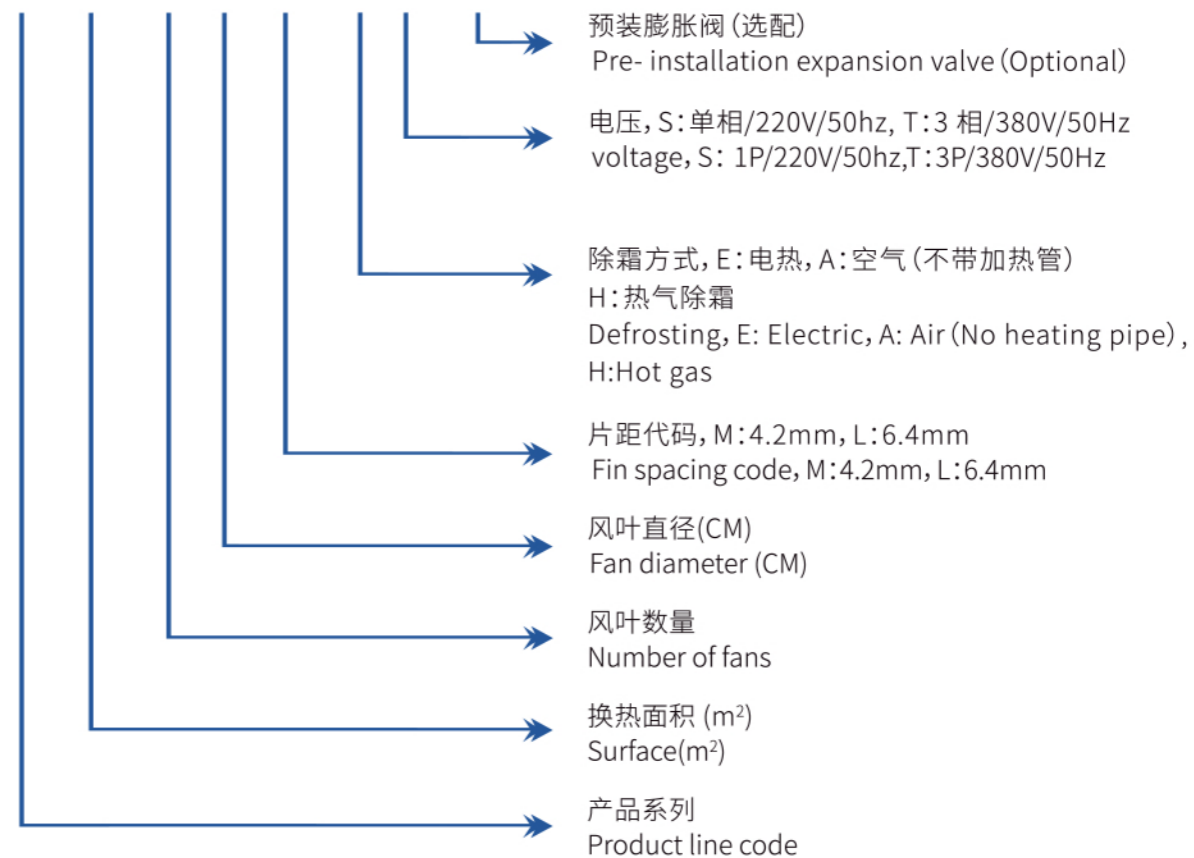 预装膨胀阀（选配）
Pre- installation expansion valve（Optional）
电压，S：单相/220V/50hz, T：3 相/380V/50Hz
voltage，S： 1P/220V/50hz,T：3P/380V/50Hz
除霜方式，E：电热，A：空气（不带加热管）
H：热气除霜
Defrosting，E: Electric，A: Air（No heating pipe），
H:Hot gas
片距代码，M：4.2mm，L：6.4mm
Fin spacing code，M：4.2mm，L：6.4mm
风叶直径(CM)
Fan diameter (CM)
风叶数量
Number of fans
换热面积 (m²)
Surface(m²)
产品系列
Product line code